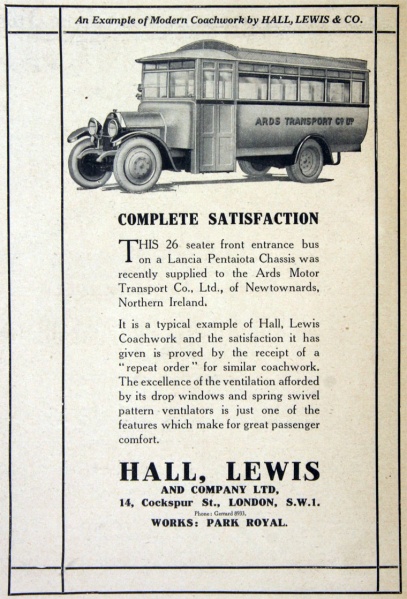 An Example of Modern Coachwork by HALL, LEWIS & CO.
ARDS TRANSPORT Co LTD
COMPLETE SATISFACTION
THIS 26 seater front entrance bus
on a Lancia Pentaiota Chassis was
recently supplied to the Ards Motor
Transport Co., Ltd., of Newtownards,
Northern Ireland.
It is a typical example of Hall, Lewis
Coachwork and the satisfaction it has
given is proved by the receipt of a
"repeat order" for similar coachwork.
The excellence of the ventilation afforded
by its drop windows and spring swivel
pattern ventilators is just one of the
features which make for great passenger
comfort.
HALL, LEWIS
AND COMPANY LTD,
14, Cockspur St., LONDON, S.W.1.
Phone: Gerrard 8933.
WORKS: PARK ROYAL.